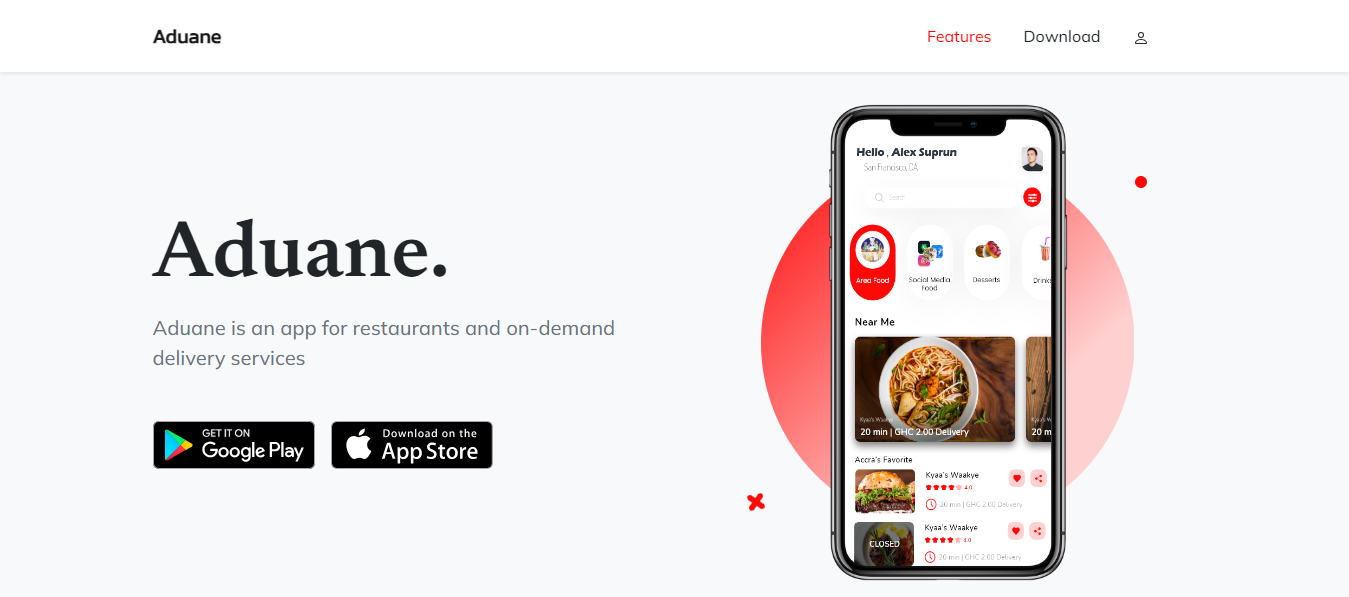 Aduane
Features
Download
Aduane.
Aduane is an app for restaurants and on-demand
delivery services
GET IT ON
Google Play
Download on the
App Store
Hello , Alex Suprun
San Fransisco, CA
Search
Area Food
Social Media
Food
Desserts
Drinks
Near Me
Kyaa's Waakye
20 min | GHC 2.00 Delivery
Kyaa's
20 m
Accra's Favorite
Kyaa's Waakye
4.0
20 min | GHC 2.00 Delivery
CLOSED
Kyaa's Waakye
4.0
20 min | GHC 2.00 Delivery